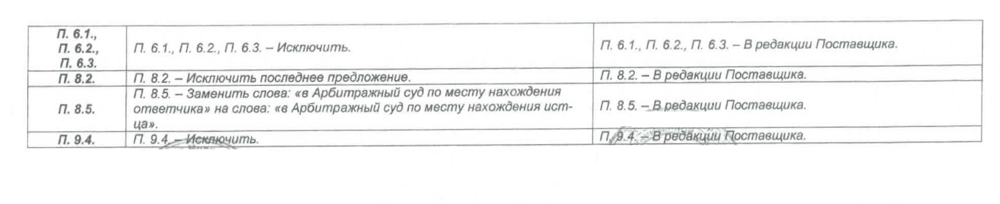 П. 6.1.,
П. 6.2.,
П. 6.3.
П. 6.1., П. 6.2., П. 6.3. – Исключить.
П. 6.1., П. 6.2., П. 6.3. – В редакции Поставщика.
П. 8.2.
П. 8.2. – Исключить последнее предложение.
П. 8.2. – В редакции Поставщика.
П. 8.5.
П. 8.5. – Заменить слова: «в Арбитражный суд по месту нахождения
ответчика» на слова: «в Арбитражный суд по месту нахождения ист-
ца».
П. 8.5. – В редакции Поставщика.
П. 9.4.
П. 9.4. – Исключить.
П. 9.4. – В редакции Поставщика.